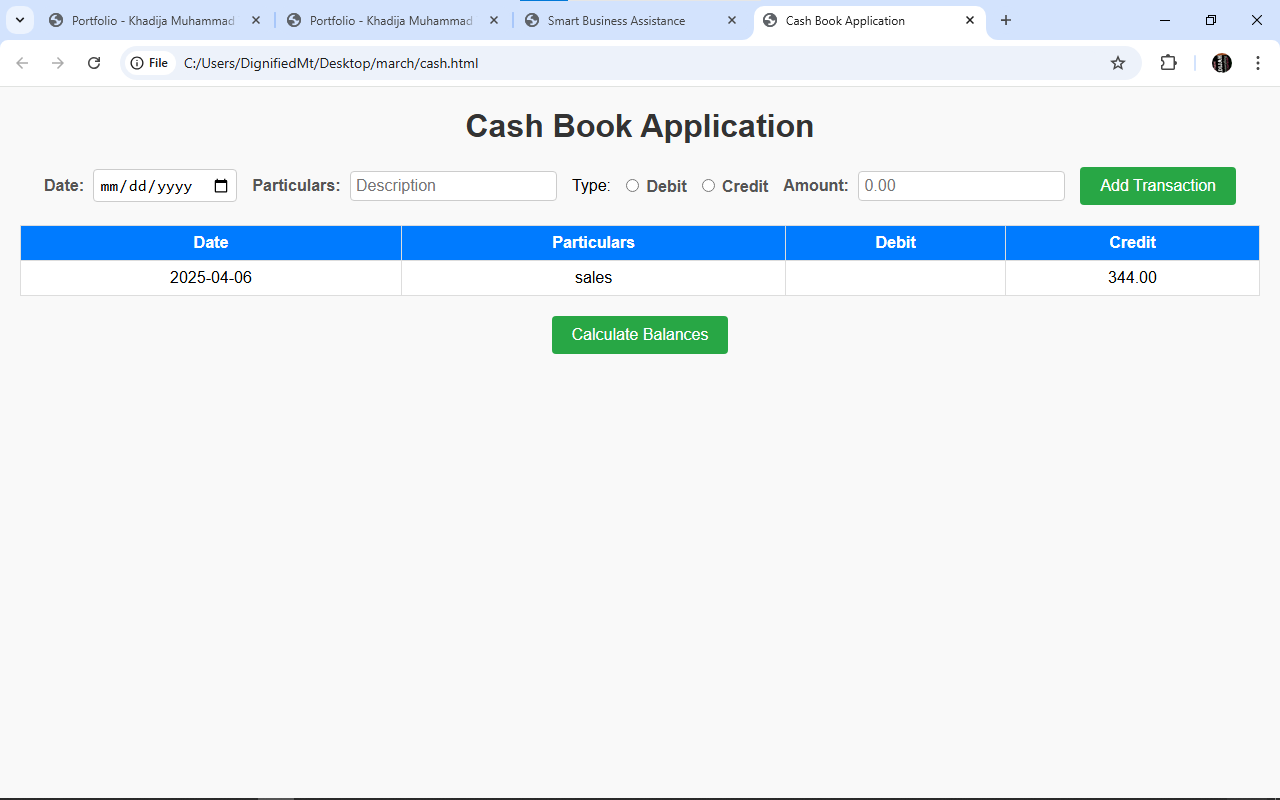 Portfolio - Khadija Muhammad Portfolio - Khadija Muhammad Smart Business Assistance Cash Book Application
File C:/Users/DignifiedMt/Desktop/march/cash.html
Cash Book Application
Date: mm/dd/yyyy Particulars: Description Type: Debit Credit Amount: 0.00 Add Transaction
Date Particulars Debit Credit
2025-04-06 sales 344.00
Calculate Balances